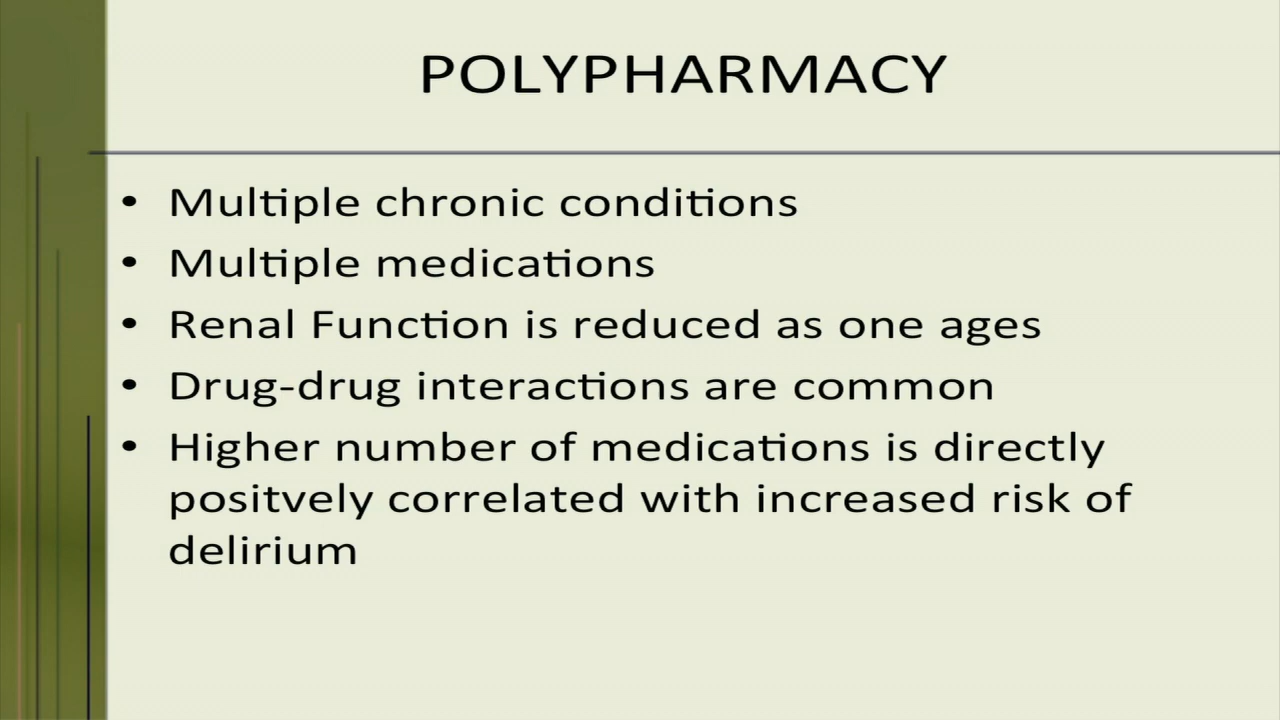 POLYPHARMACY
• Multiple chronic conditions
• Multiple medications
• Renal Function is reduced as one ages
• Drug-drug interactions are common
• Higher number of medications is directly
positvely correlated with increased risk of
delirium